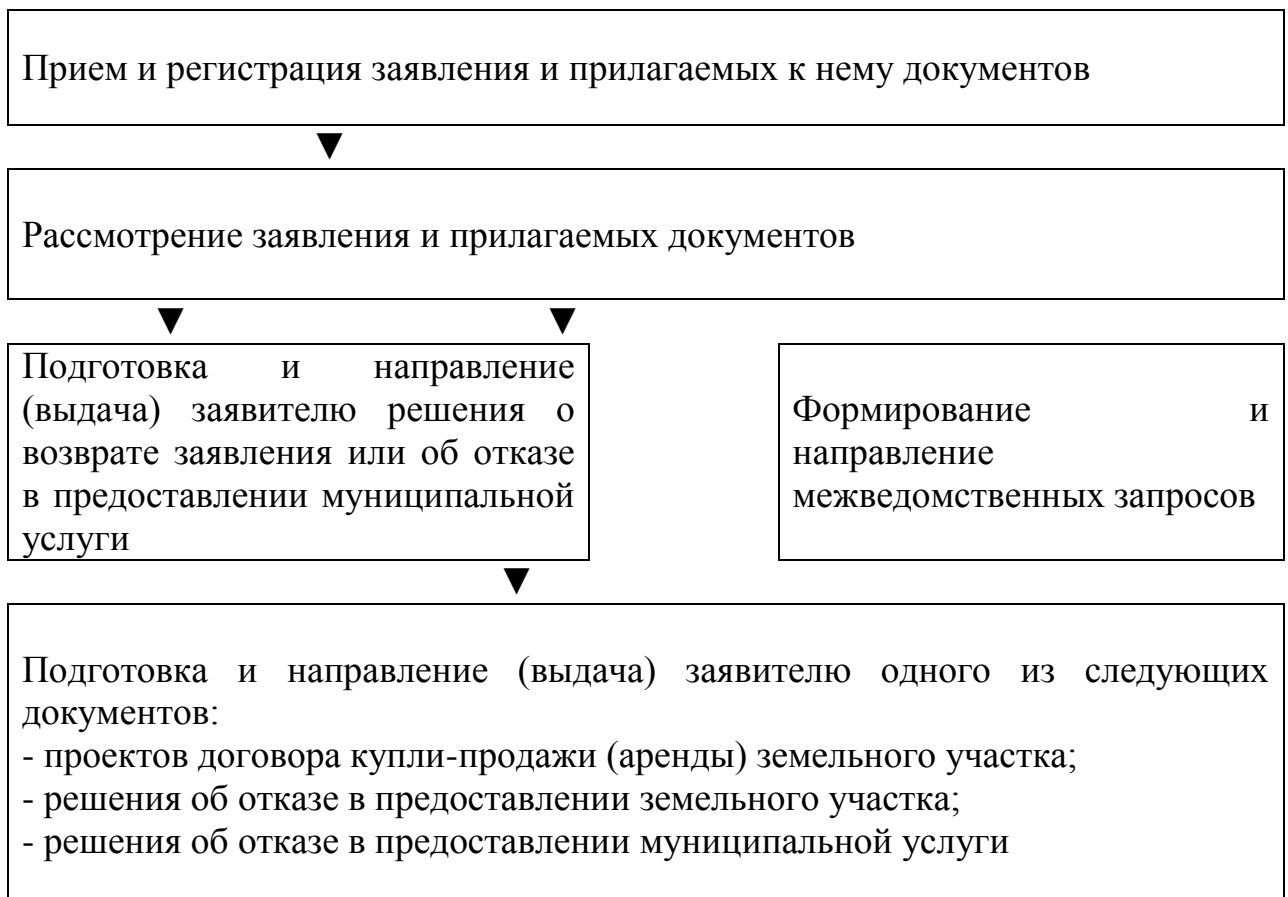 Прием и регистрация заявления и прилагаемых к нему документов
Рассмотрение заявления и прилагаемых документов
Подготовка и направление
(выдача) заявителю решения о
возврате заявления или об отказе
в предоставлении муниципальной
услуги
Формирование и
направление
межведомственных запросов
Подготовка и направление (выдача) заявителю одного из следующих
документов:
- проектов договора купли-продажи (аренды) земельного участка;
- решения об отказе в предоставлении земельного участка;
- решения об отказе в предоставлении муниципальной услуги